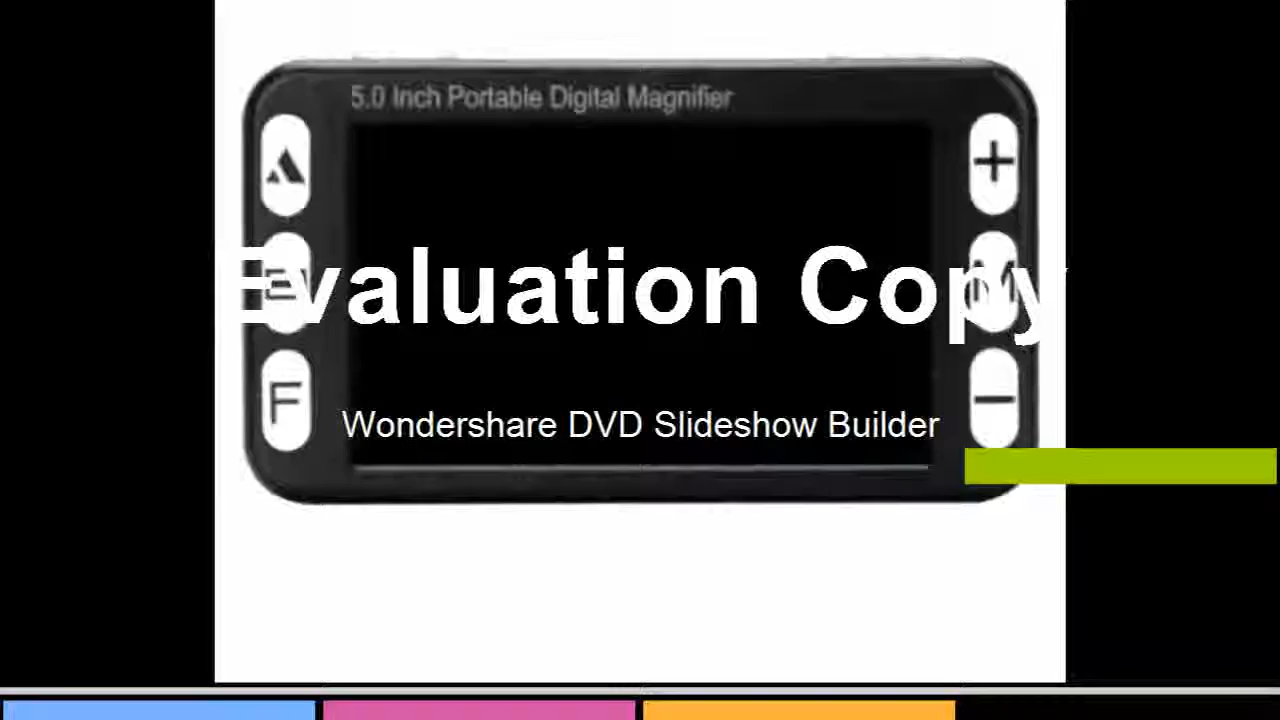 5.0 Inch Portable Digital Magnifier
A
+
Evaluation Copy
E
M
F
Wondershare DVD Slideshow Builder